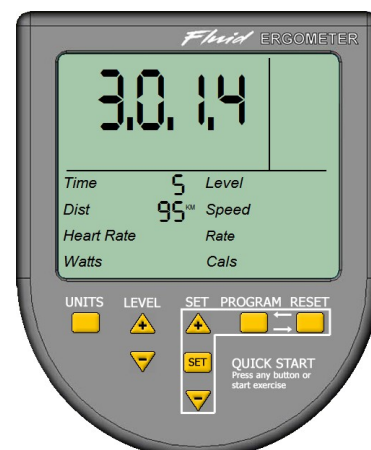 Fluid ERGOMETER
3.0.1.4
Time 5 Level
Dist 95 KM Speed
Heart Rate Rate
Watts Cals
UNITS LEVEL SET PROGRAM RESET
+ +
− SET QUICK START
Press any button or
start exercise
−